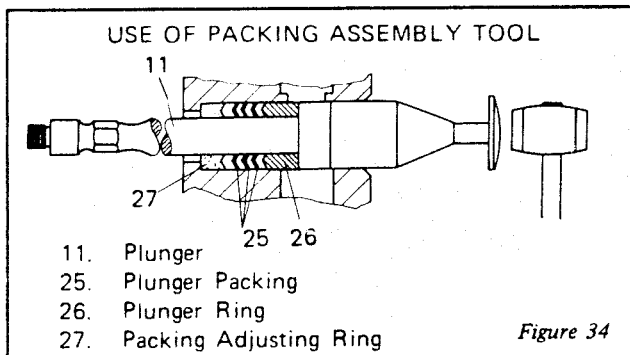 USE OF PACKING ASSEMBLY TOOL
11
27
25 26
11. Plunger
25. Plunger Packing
26. Plunger Ring
27. Packing Adjusting Ring
Figure 34